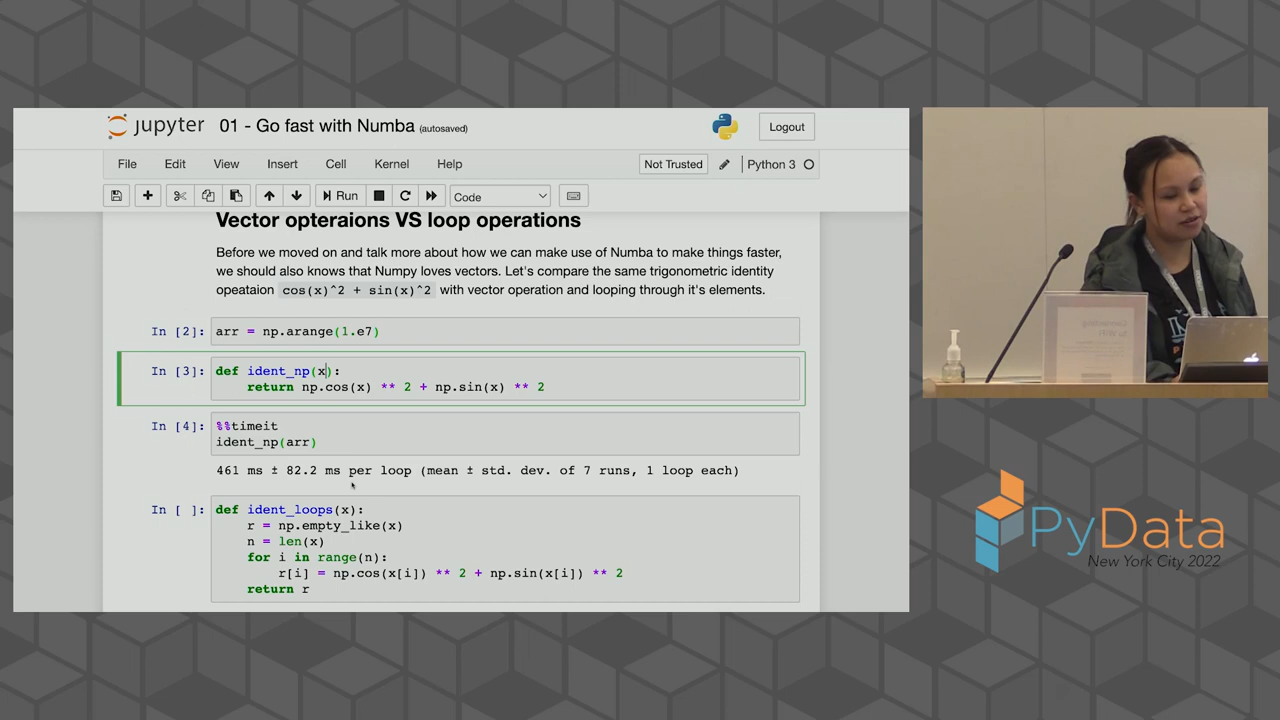 jupyter 01 - Go fast with Numba (autosaved)
Logout
File Edit View Insert Cell Kernel Help
Not Trusted
Python 3
Run
Code
Vector opteraions VS loop operations
Before we moved on and talk more about how we can make use of Numba to make things faster,
we should also knows that Numpy loves vectors. Let's compare the same trigonometric identity
opeataion cos(x)^2 + sin(x)^2 with vector operation and looping through it's elements.
In [2]: arr = np.arange(1.e7)
In [3]: def ident_np(x):
return np.cos(x) ** 2 + np.sin(x) ** 2
In [4]: %%timeit
ident_np(arr)
461 ms ± 82.2 ms per loop (mean ± std. dev. of 7 runs, 1 loop each)
In [ ]: def ident_loops(x):
r = np.empty_like(x)
n = len(x)
for i in range(n):
r[i] = np.cos(x[i]) ** 2 + np.sin(x[i]) ** 2
return r
PyData
New York City 2022